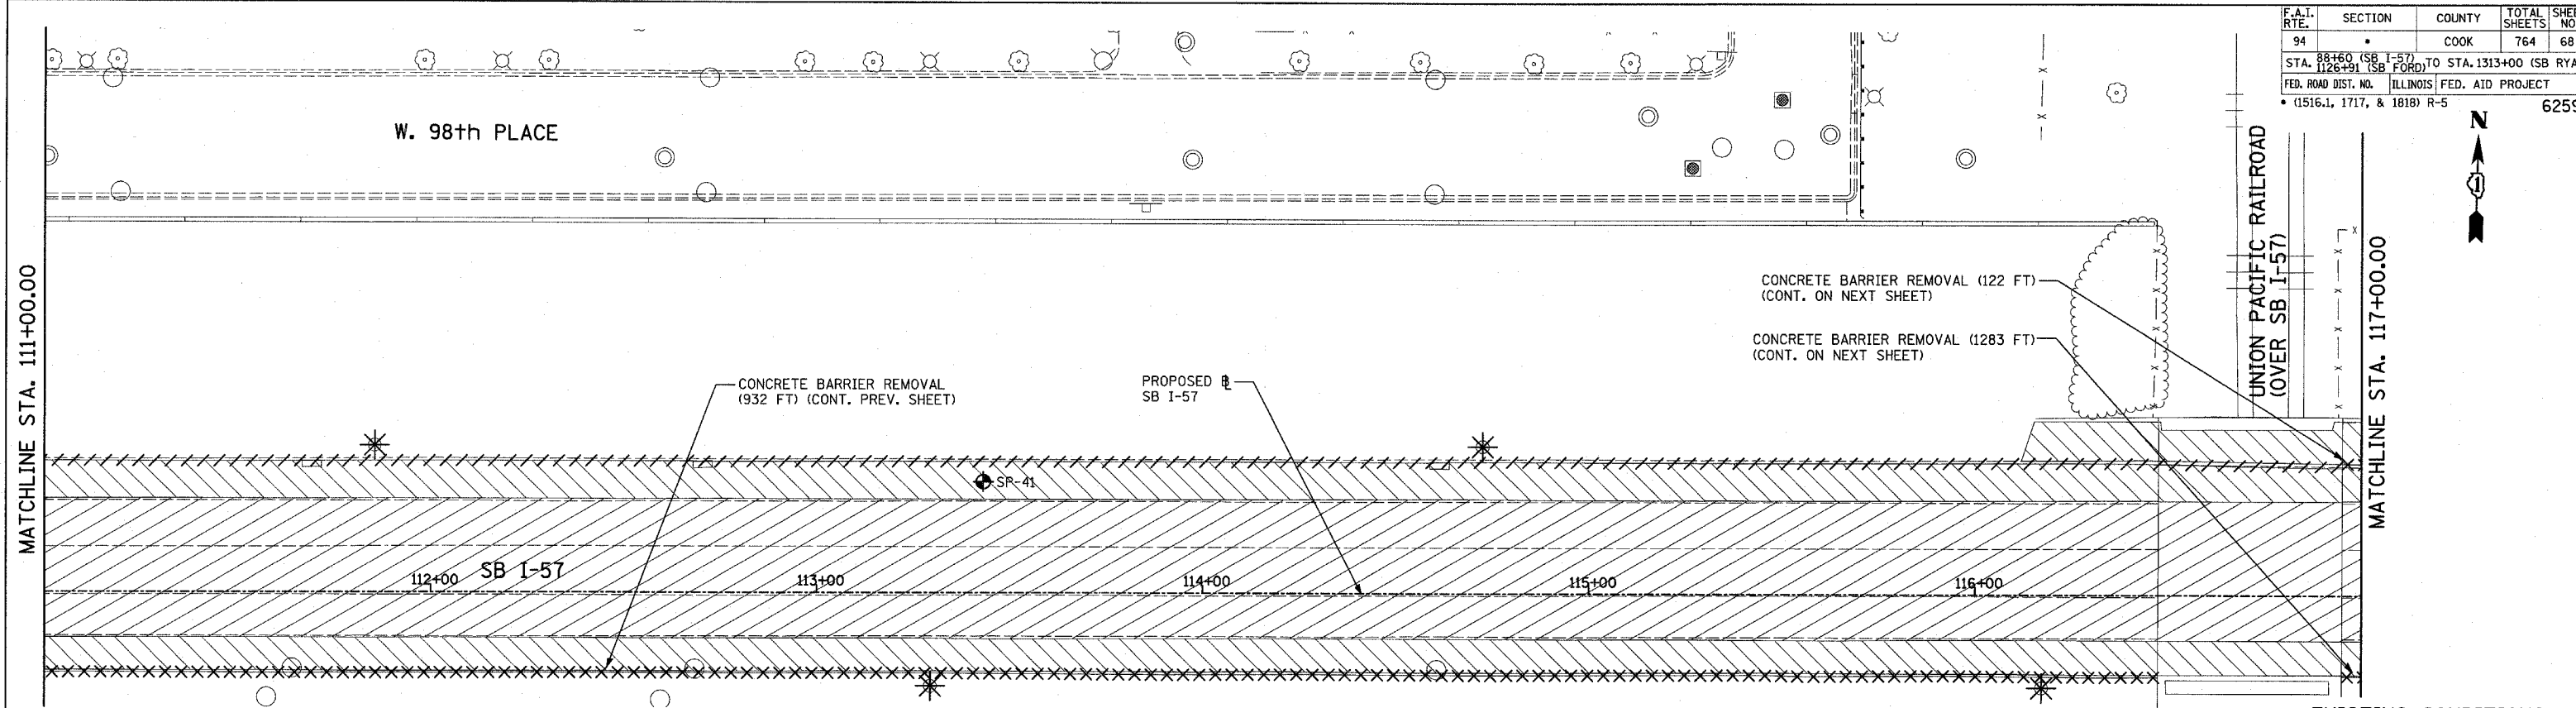 F.A.I. RTE. SECTION COUNTY TOTAL SHEETS
94 • COOK 764 68
STA. 88+60 (SB I-57) TO STA. 1313+00 (SB
1126+91 (SB FORD)
FED. ROAD DIST. NO. ILLINOIS FED. AID PROJECT
• (1516.1, 1717, & 1818) R-5
6259
N
1
W. 98th PLACE
UNION PACIFIC RAILROAD
(OVER SB I-57)
MATCHLINE STA. 111+00.00
MATCHLINE STA. 117+00.00
CONCRETE BARRIER REMOVAL (122 FT)
(CONT. ON NEXT SHEET)
CONCRETE BARRIER REMOVAL (1283 FT)
(CONT. ON NEXT SHEET)
CONCRETE BARRIER REMOVAL
(932 FT) (CONT. PREV. SHEET)
PROPOSED ℄
SB I-57
SP-41
SB I-57
112+00 113+00 114+00 115+00 116+00